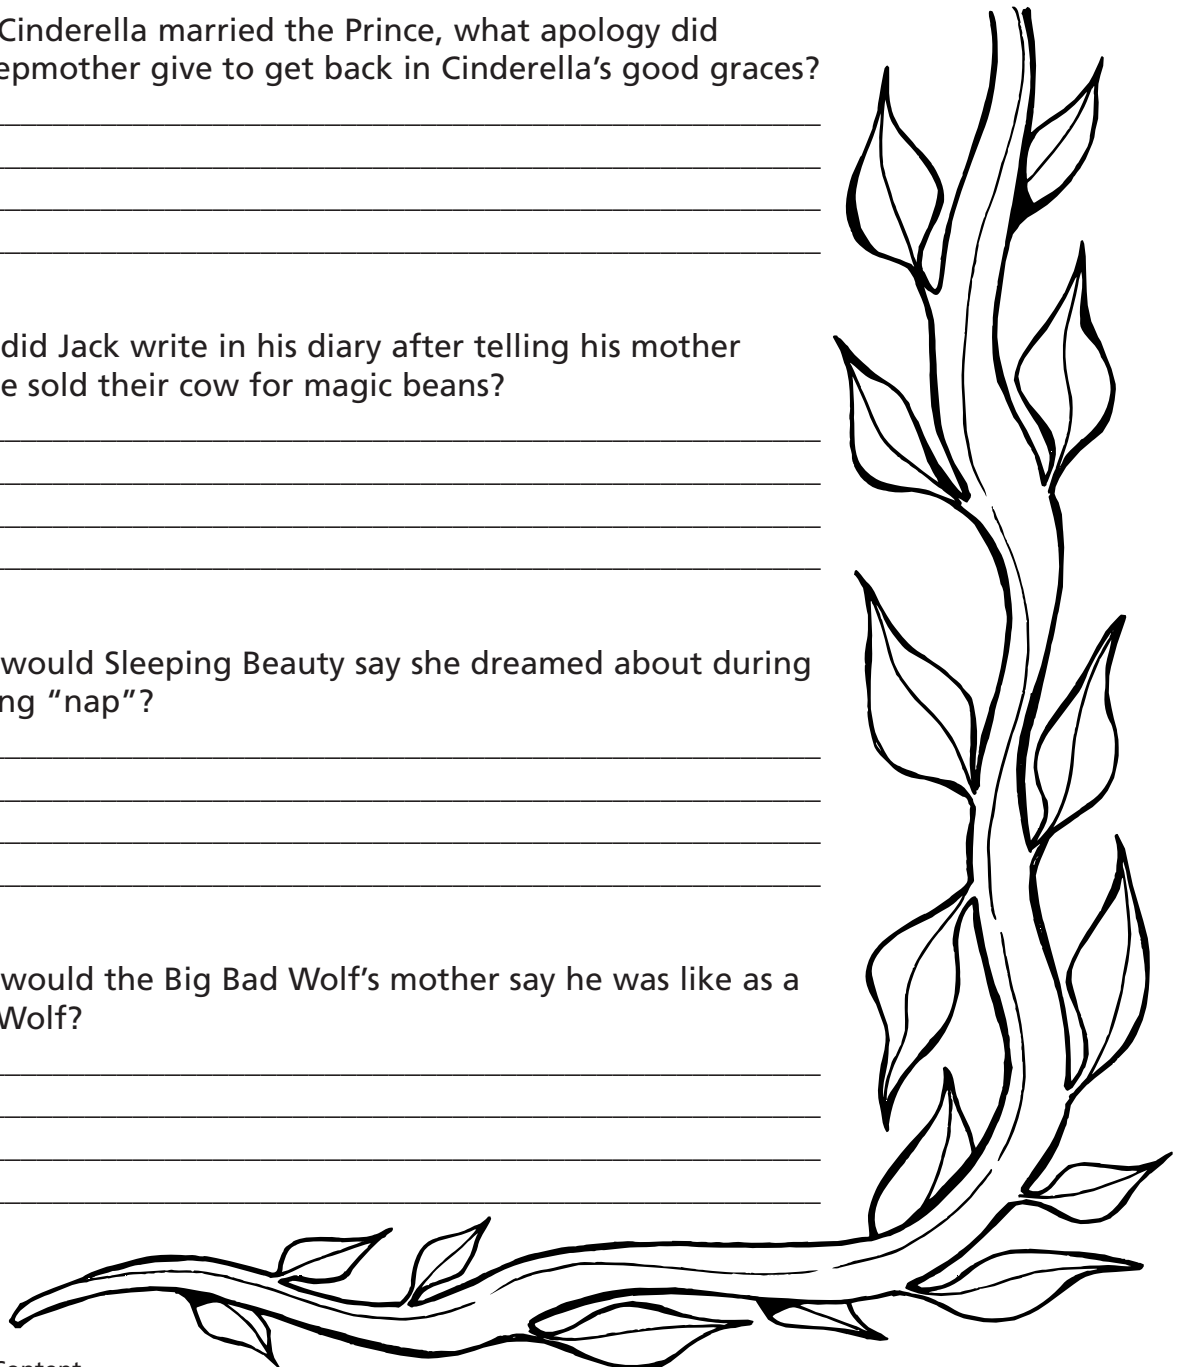 Cinderella married the Prince, what apology did
epmother give to get back in Cinderella’s good graces?
did Jack write in his diary after telling his mother
e sold their cow for magic beans?
would Sleeping Beauty say she dreamed about during
ng “nap”?
would the Big Bad Wolf’s mother say he was like as a
Wolf?